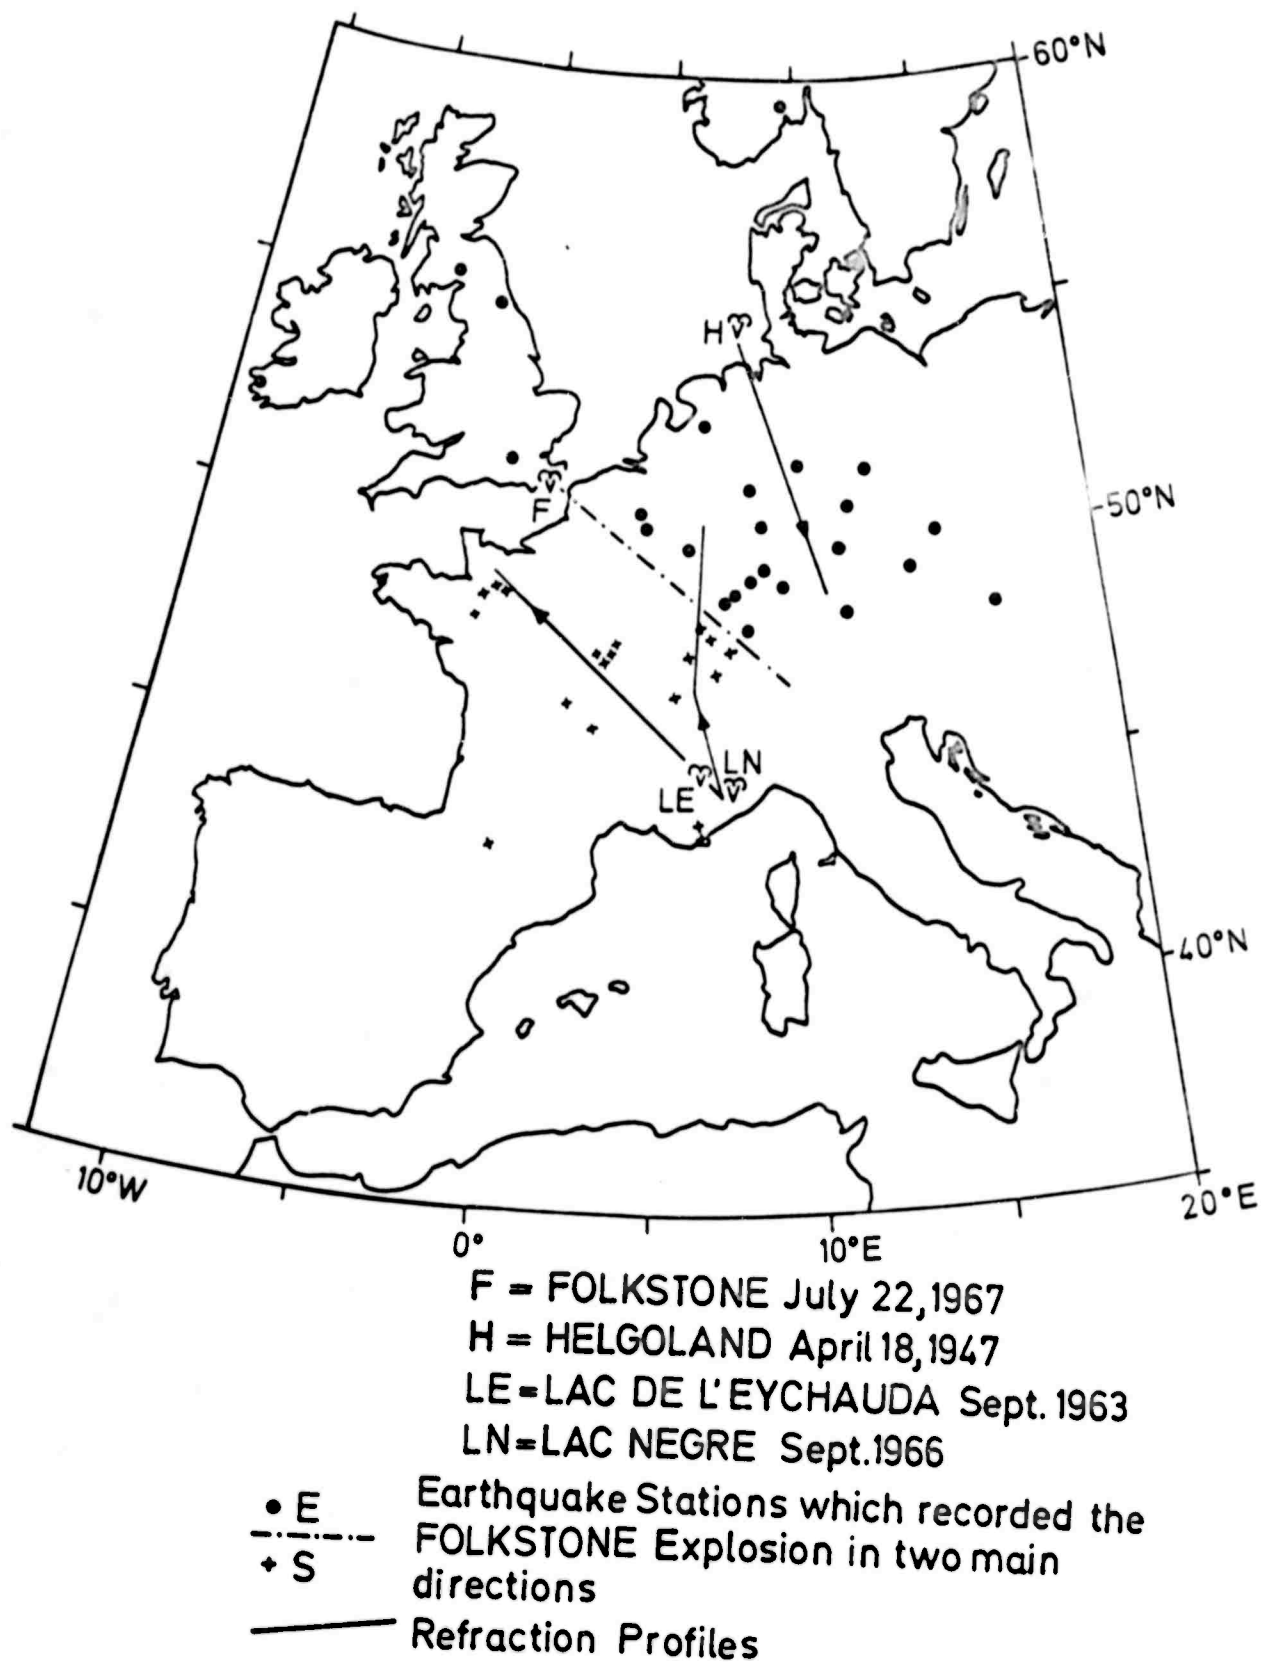 60°N
H
F
50°N
LN
LE
40°N
10°W
20°E
0°
10°E
F = FOLKSTONE July 22,1967
H = HELGOLAND April 18,1947
LE=LAC DE L'EYCHAUDA Sept. 1963
LN=LAC NEGRE Sept.1966
• E Earthquake Stations which recorded the
FOLKSTONE Explosion in two main
+ S directions
Refraction Profiles